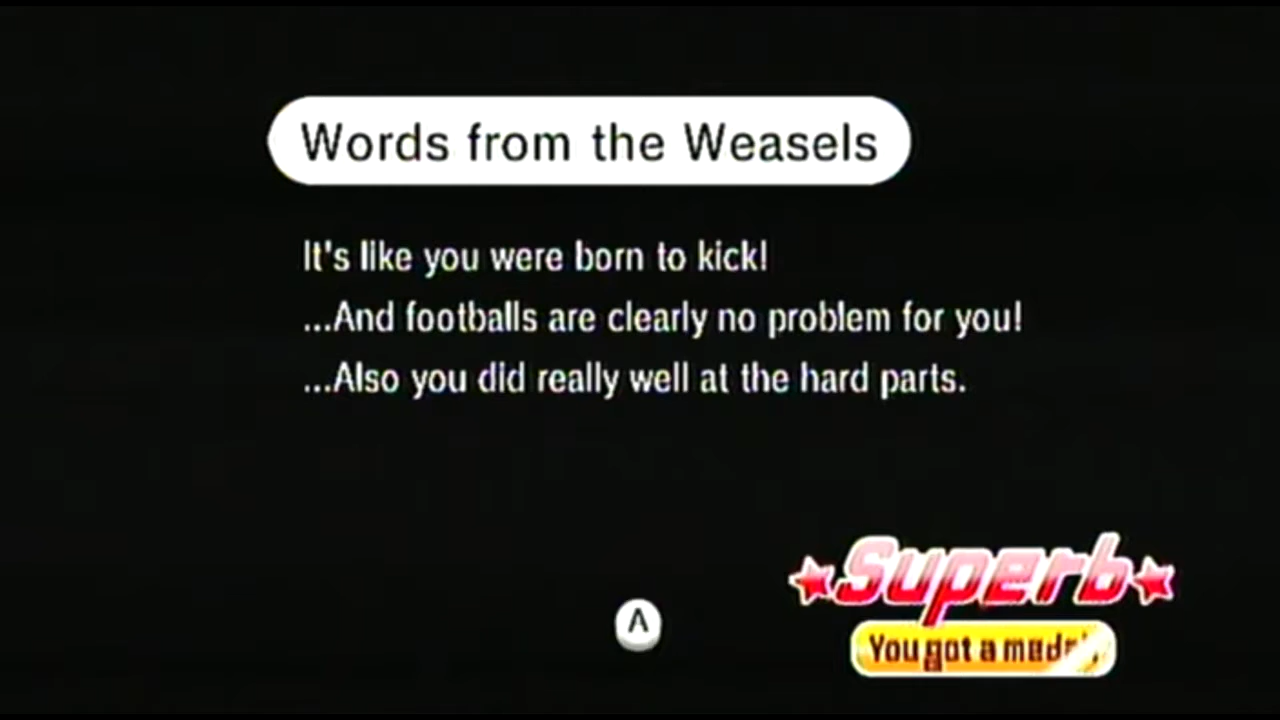 Words from the Weasels
It's like you were born to kick!
...And footballs are clearly no problem for you!
...Also you did really well at the hard parts.
Superb
A
You got a